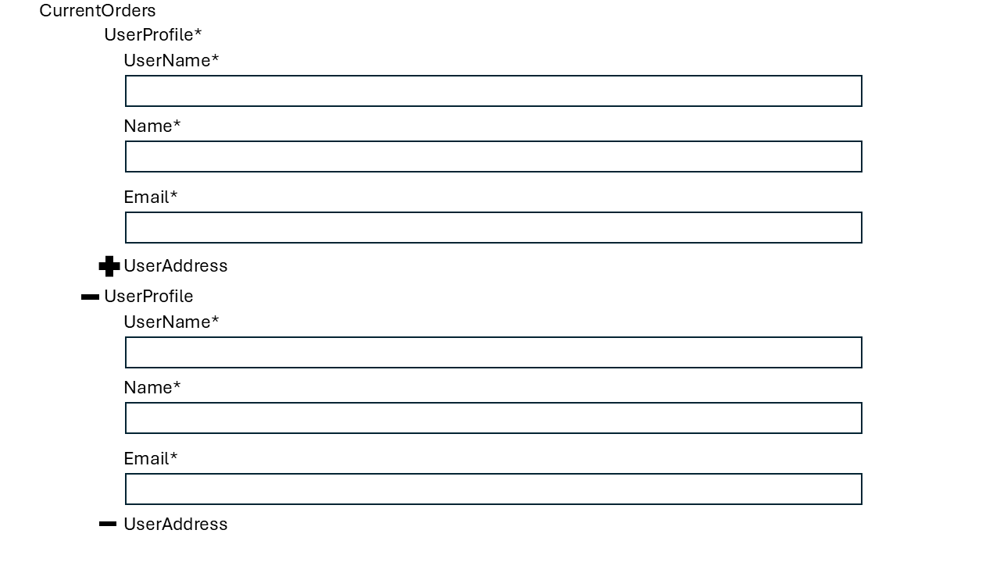 CurrentOrders
UserProfile*
UserName*
Name*
Email*
UserAddress
UserProfile
UserName*
Name*
Email*
UserAddress